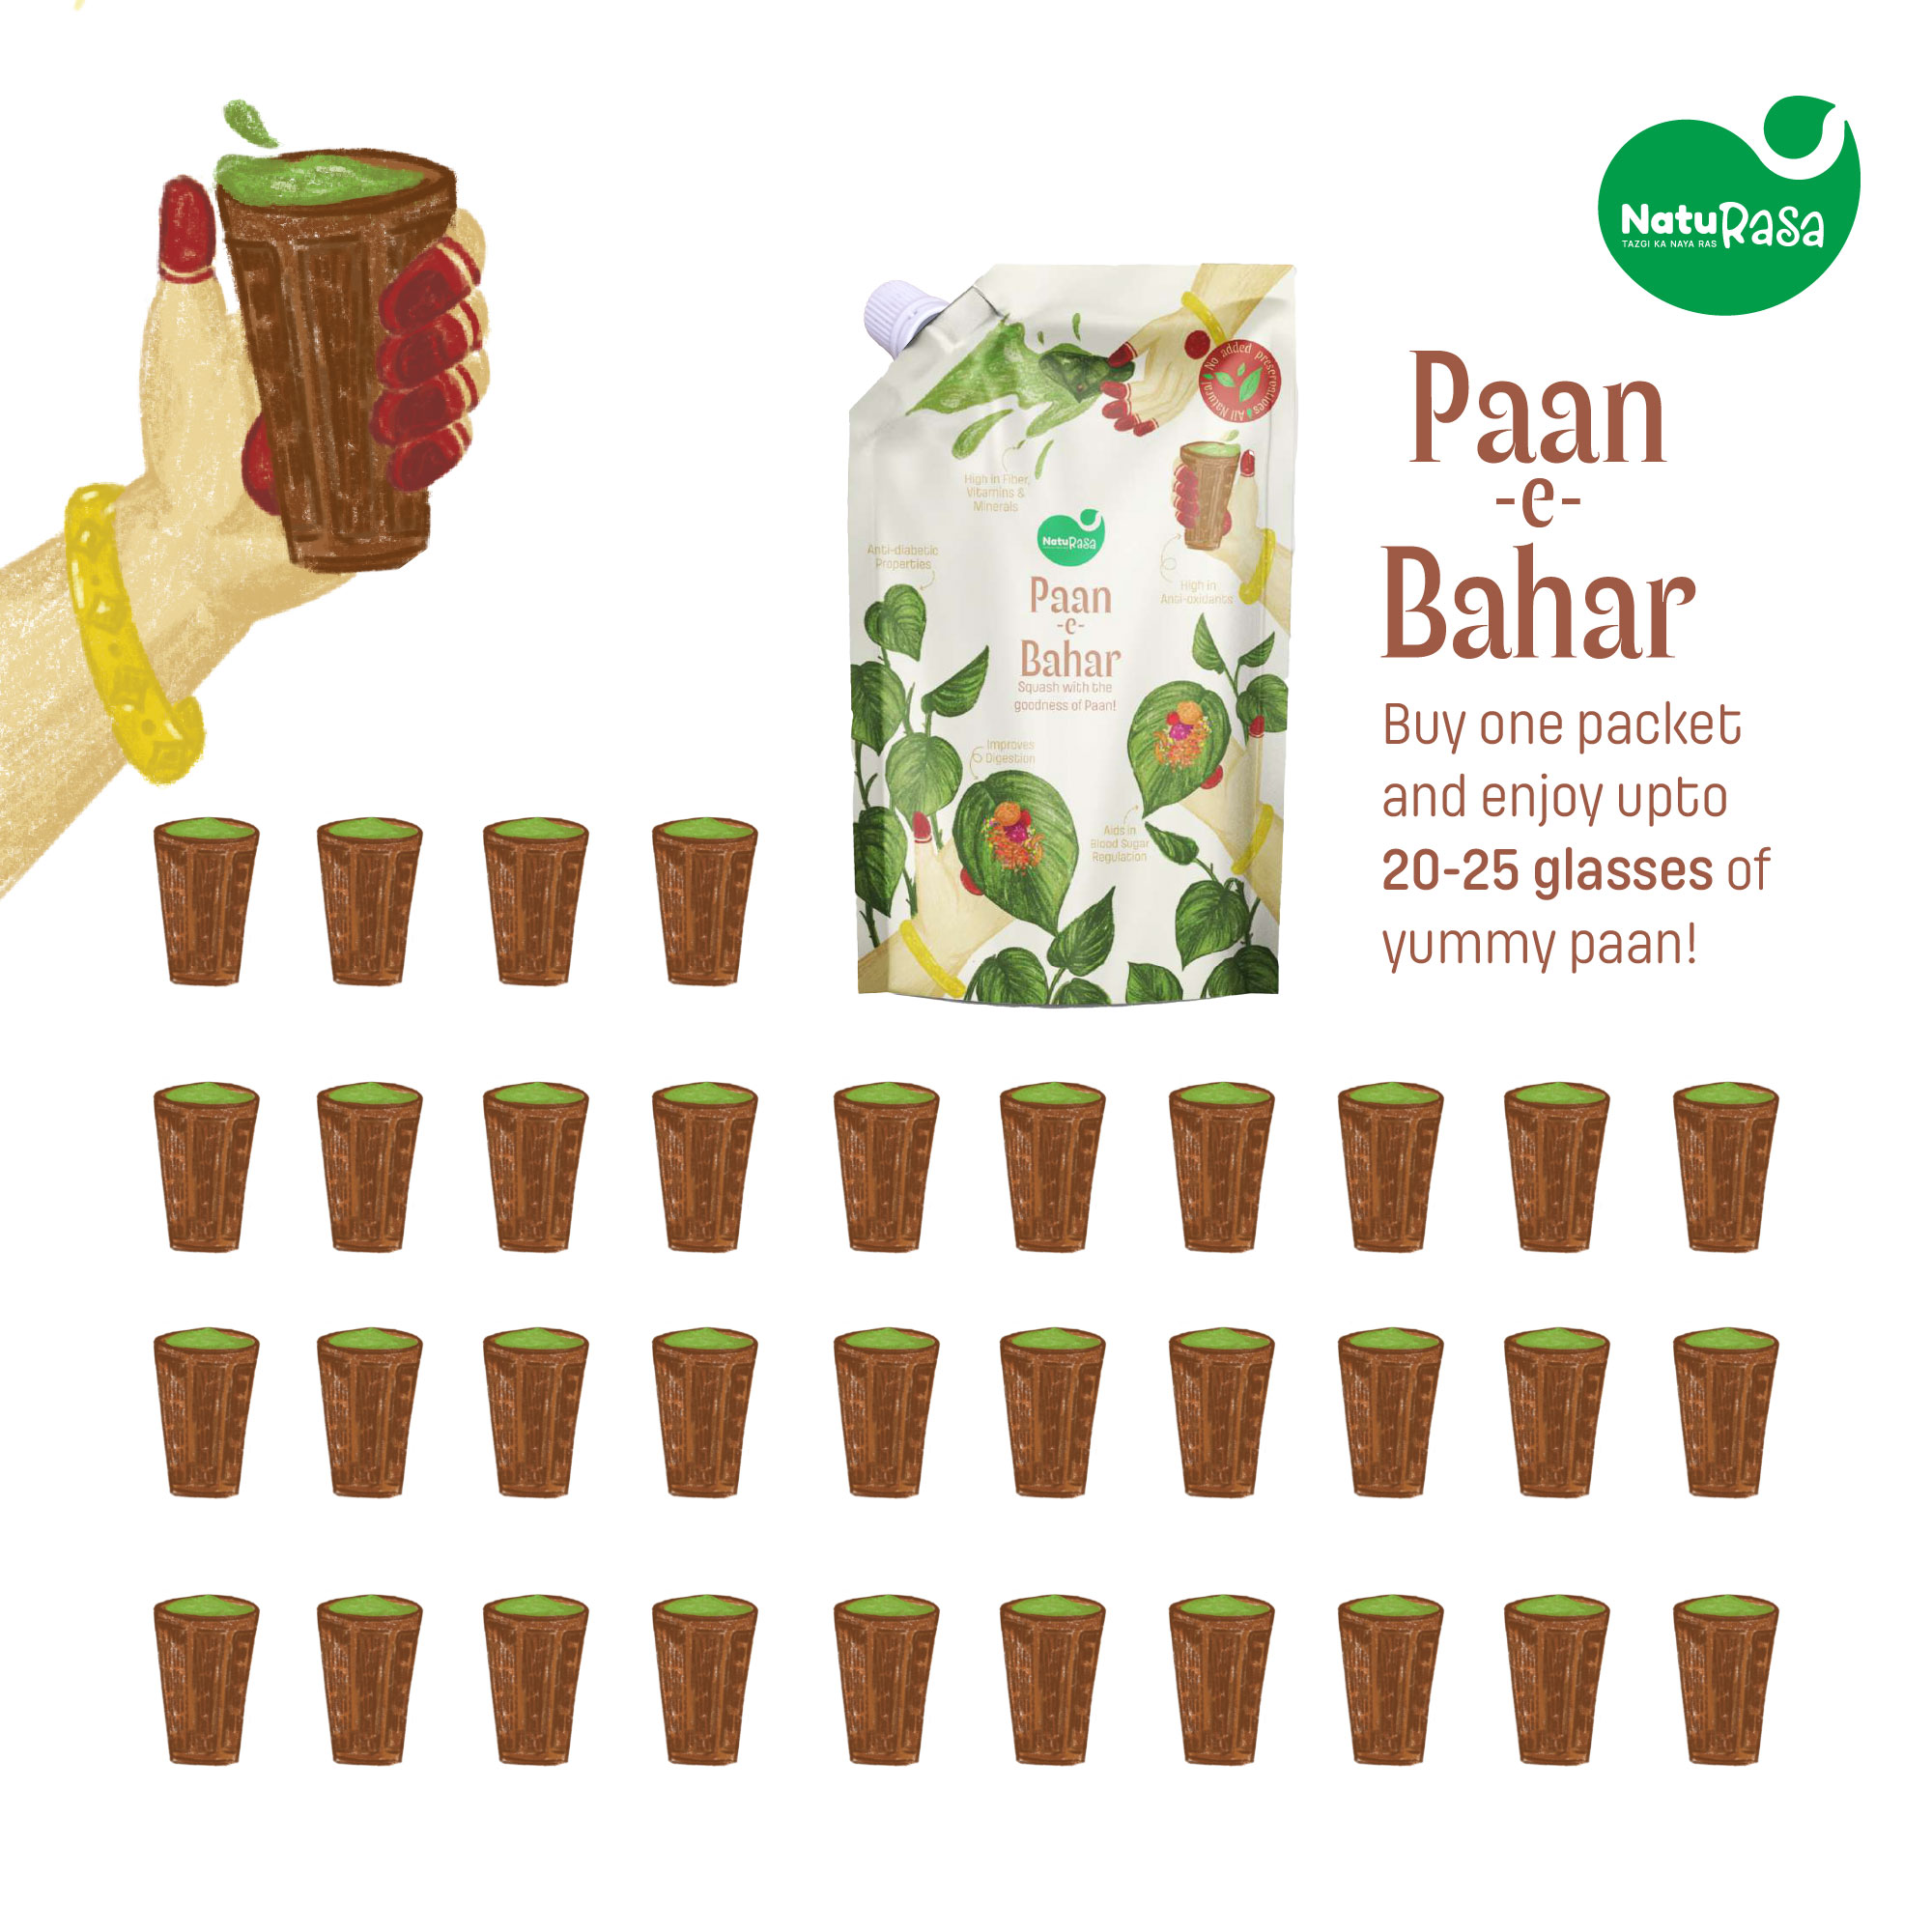 NatuRasa
TAZGI KA NAYA RAS
Paan
-e-
Bahar
Buy one packet
and enjoy upto
20-25 glasses of
yummy paan!
No added preservatices
All Natural
High in Fiber,
Vitamins &
Minerals
NatuRasa
Anti-diabetic
Properties
High in
Anti-oxidants
Paan
-e-
Bahar
Squash with the
goodness of Paan!
Improves
Digestion
Aids in
Blood Sugar
Regulation